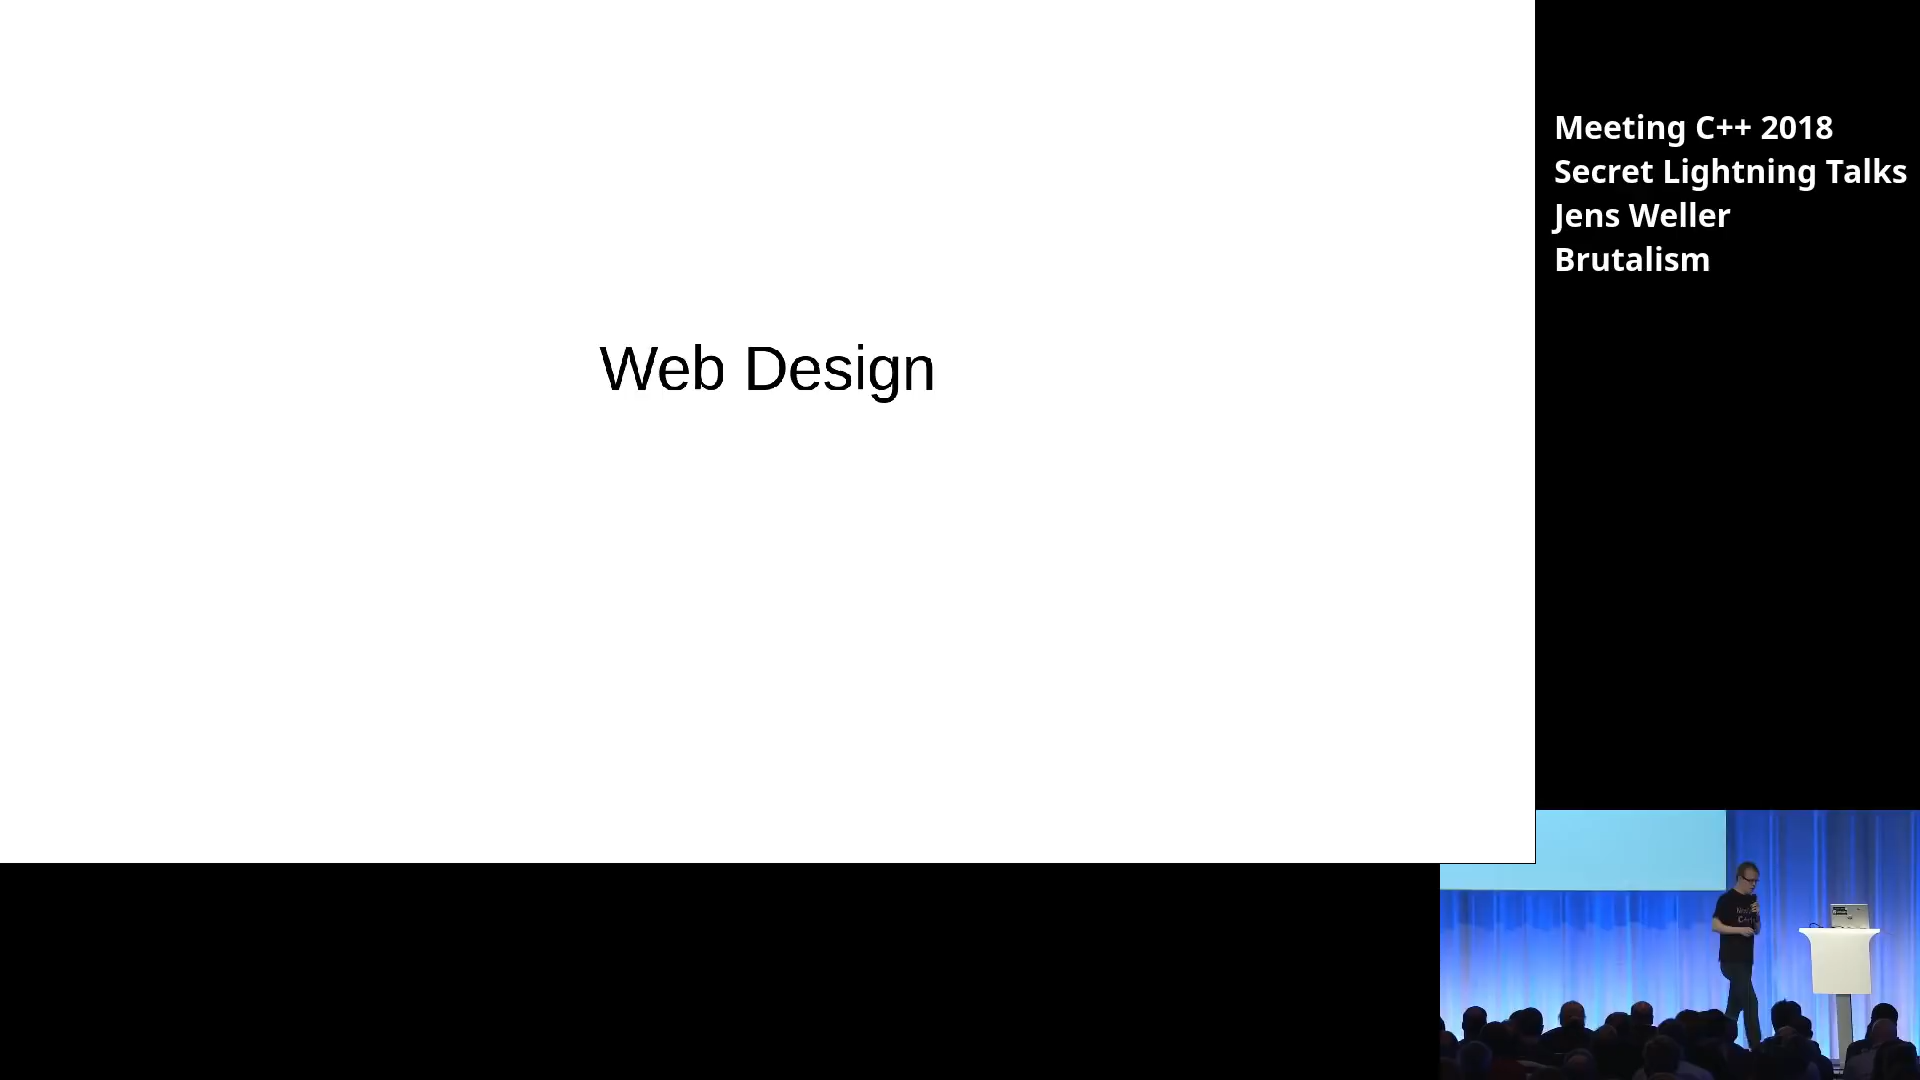 Web Design
Meeting C++ 2018
Secret Lightning Talks
Jens Weller
Brutalism